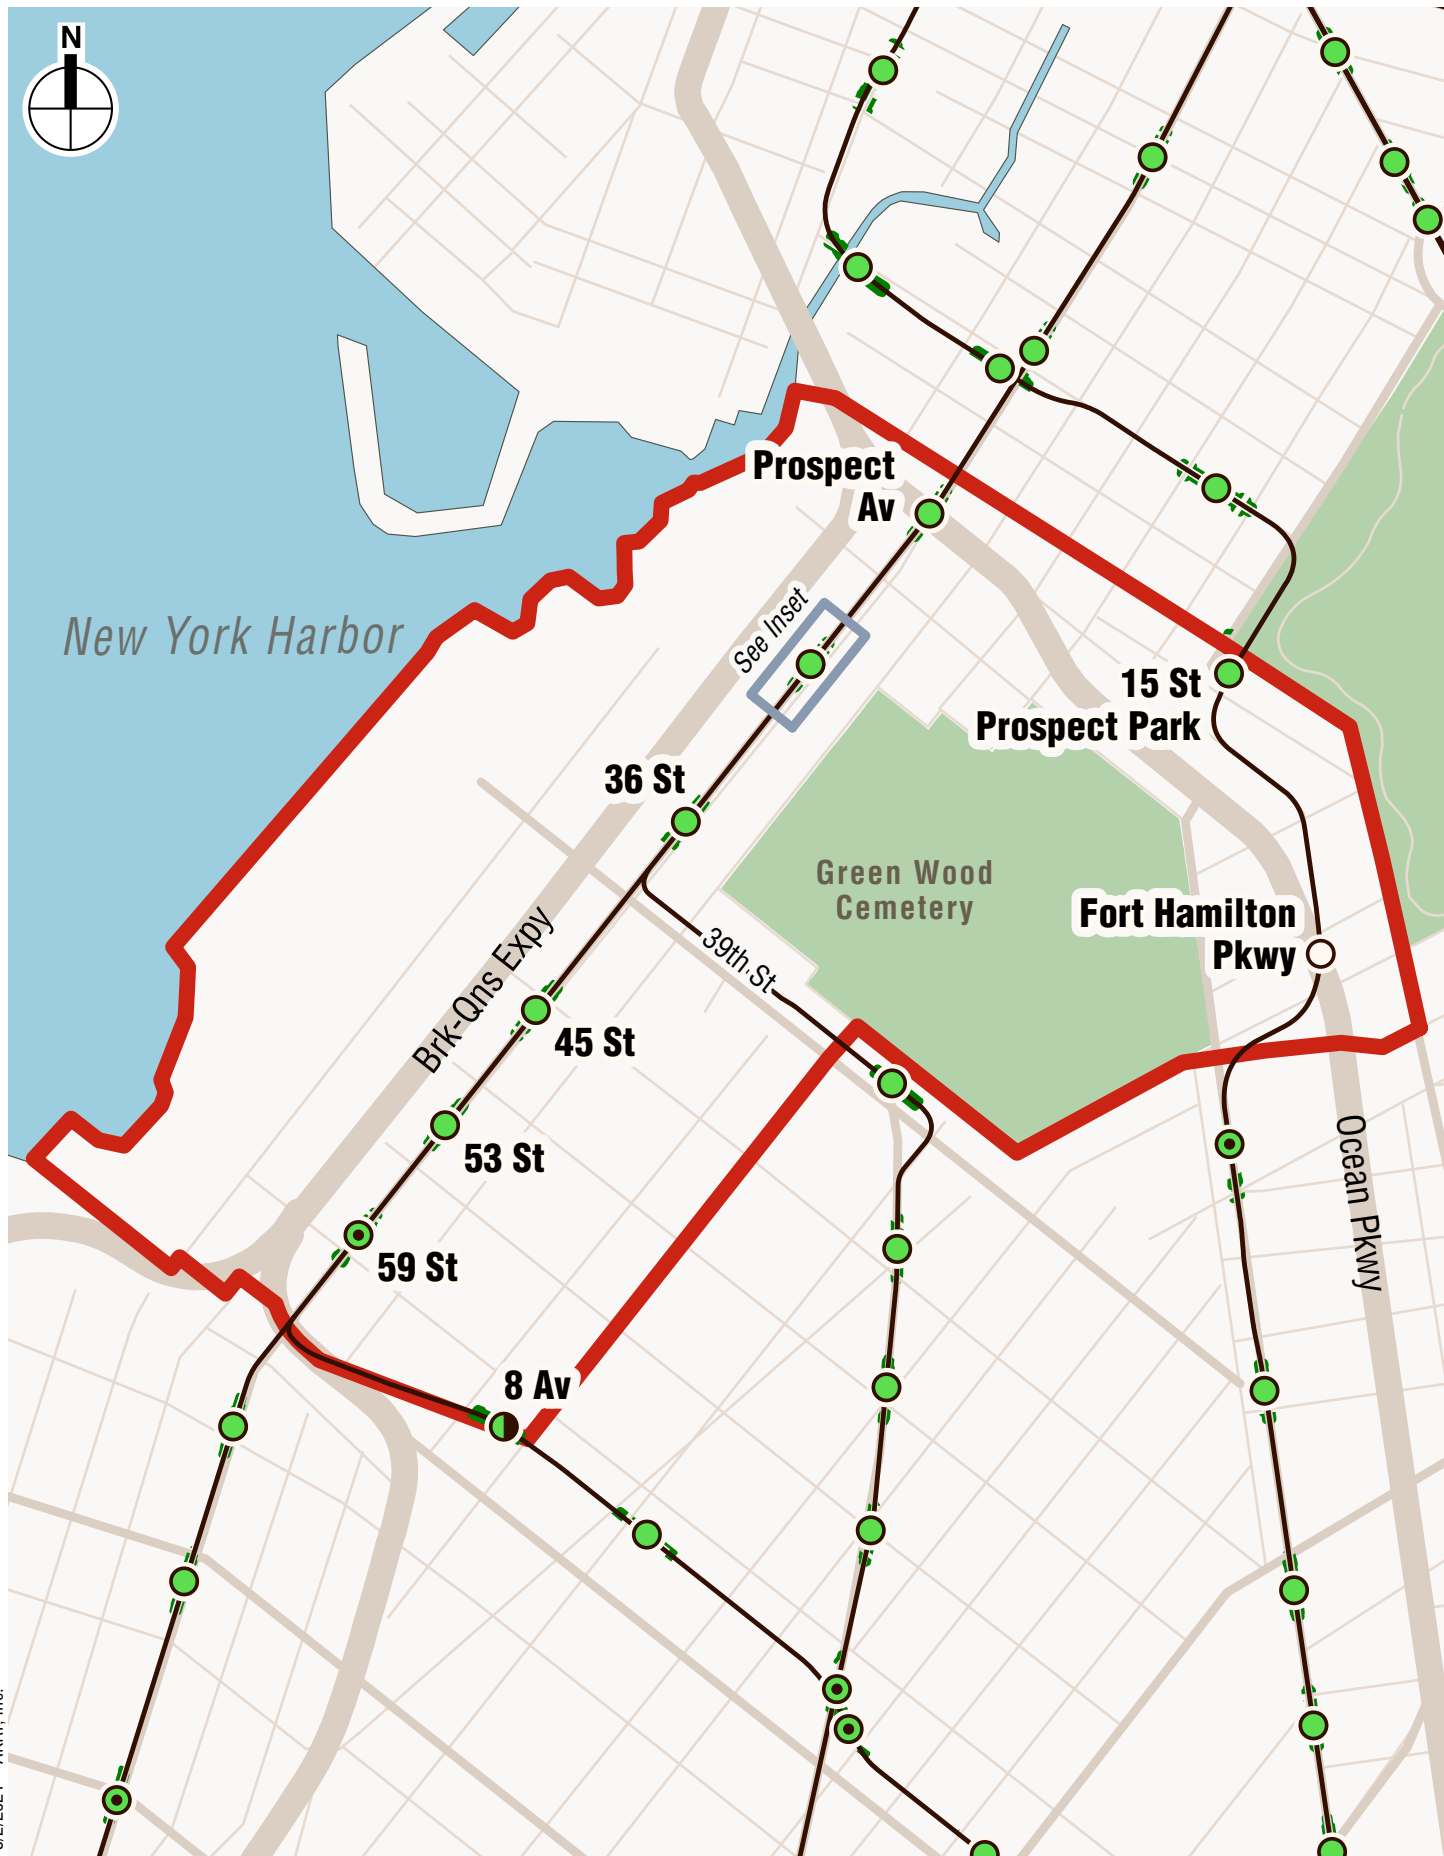 N
Prospect
Av
See Inset
New York Harbor
15 St
Prospect Park
36 St
Green Wood
Cemetery
Fort Hamilton
Pkwy
39th St
Brk-Qns Expy
45 St
53 St
Ocean Pkwy
59 St
8 Av